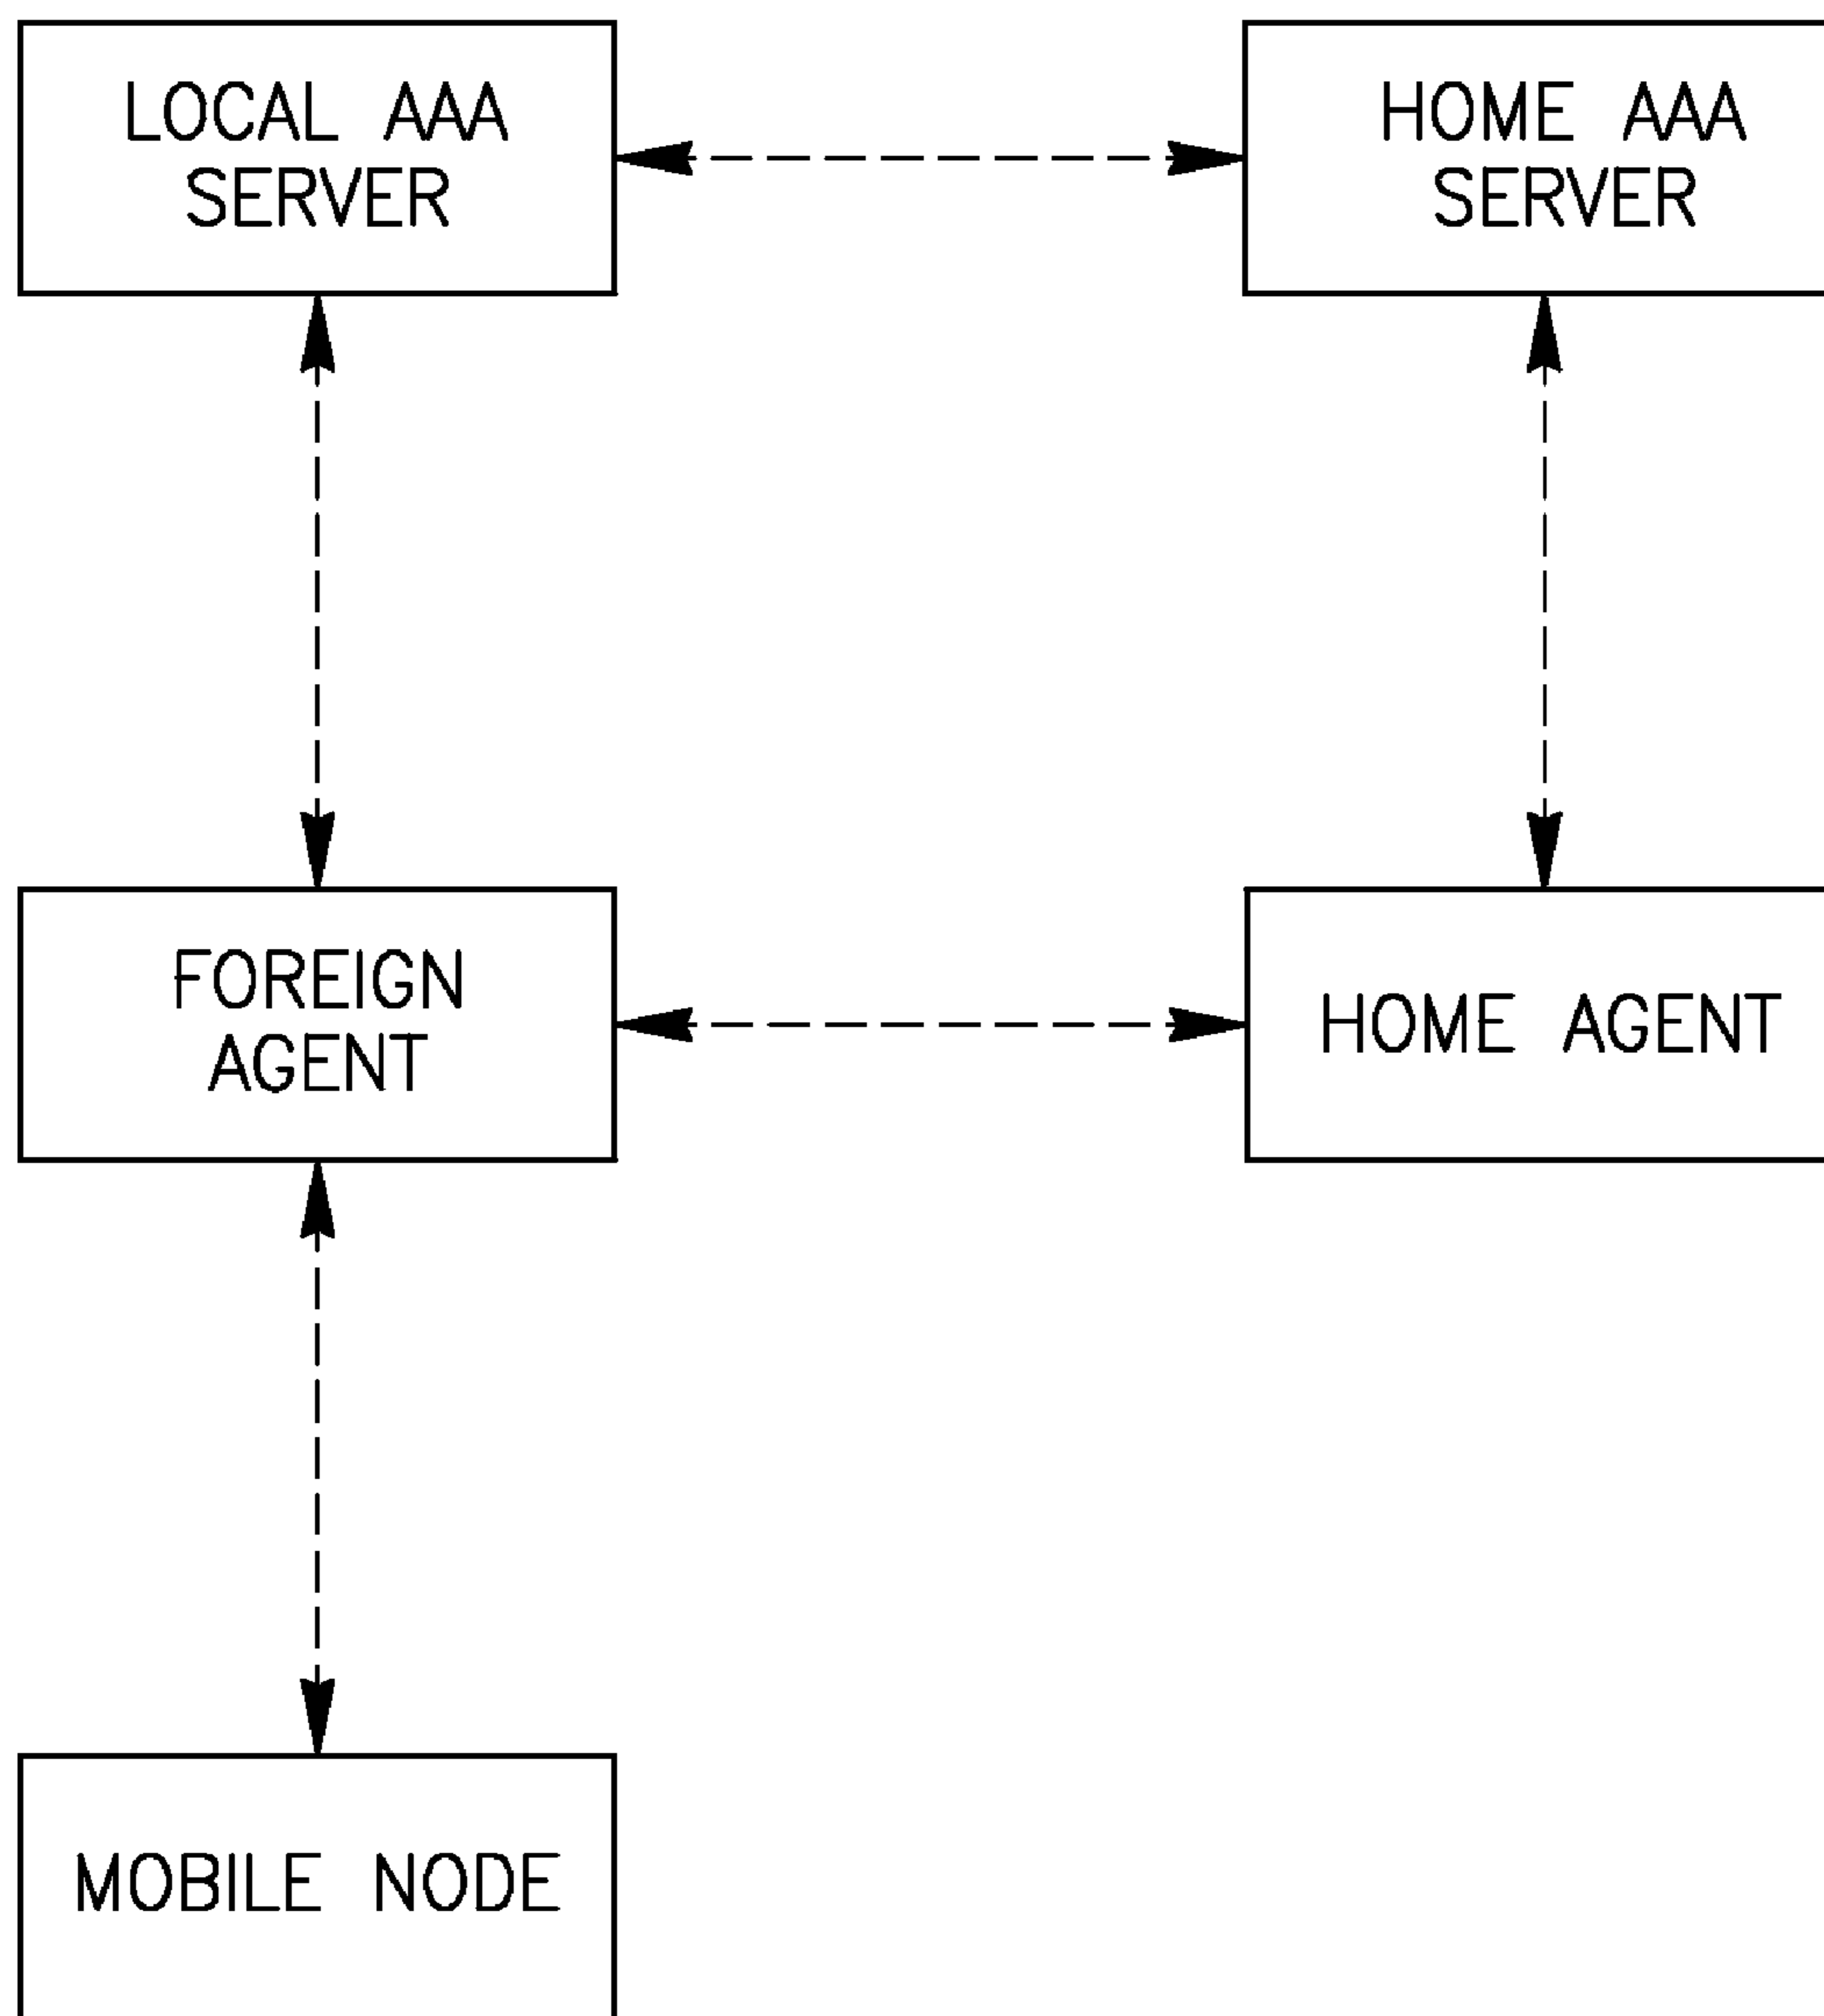 LOCAL AAA
SERVER
HOME AAA
SERVER
FOREIGN
AGENT
HOME AGENT
MOBILE NODE